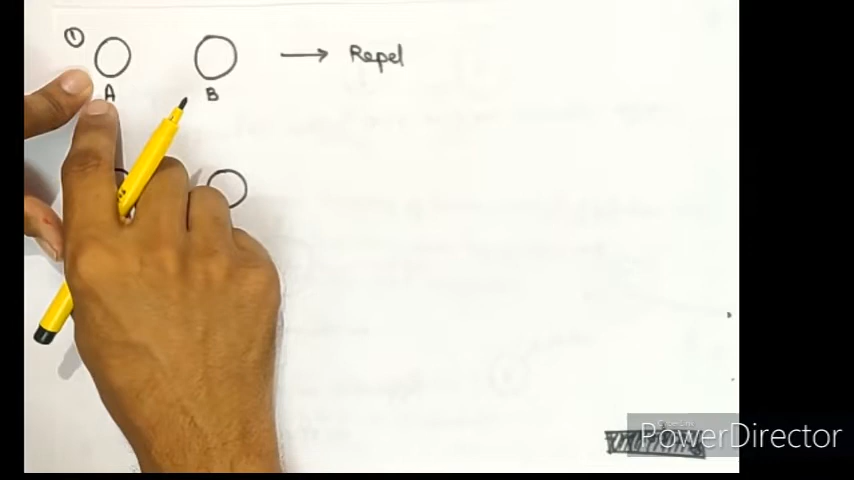 ① → Repel
A B
PowerDirector